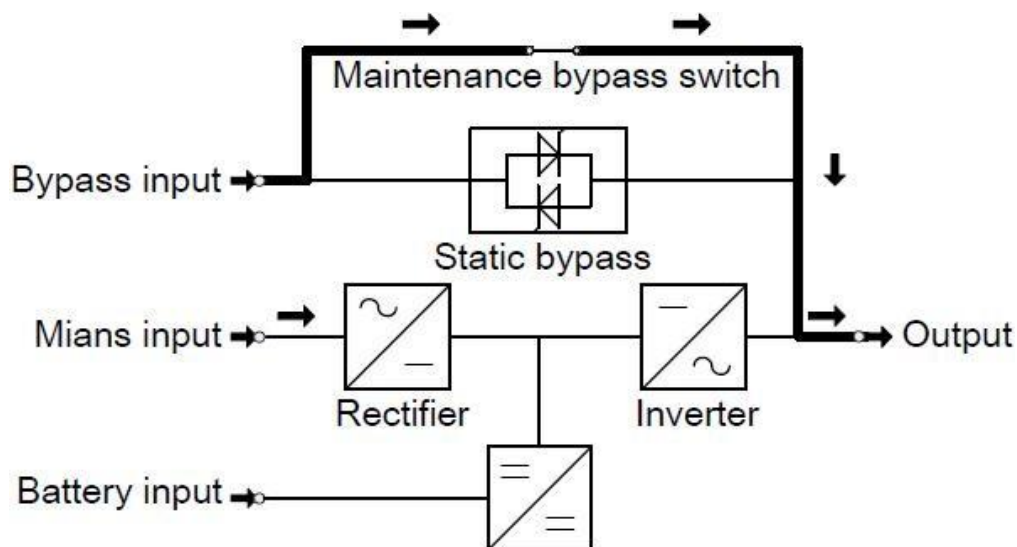 Maintenance bypass switch
Bypass input
Static bypass
Mians input
Output
Rectifier
Inverter
Battery input